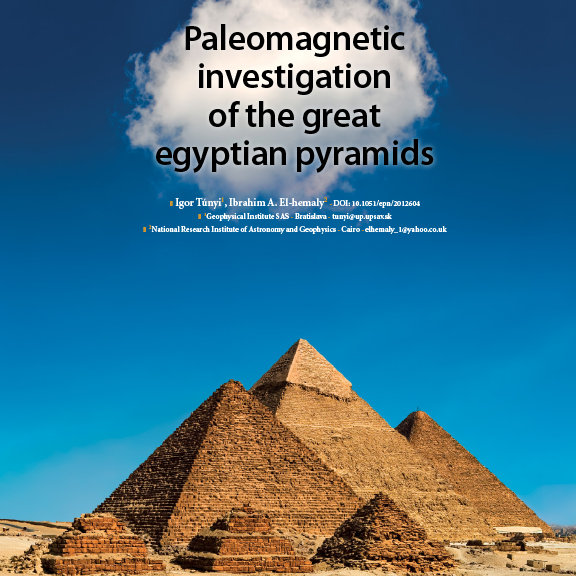 Paleomagnetic
investigation
of the great
egyptian pyramids
Igor Túnyi¹, Ibrahim A. El-hemaly² - DOI: 10.1051/epn/2012604
¹Geophysical Institute SAS - Bratislava - tunyi@up.upsav.sk
²National Research Institute of Astronomy and Geophysics - Cairo - elhemaly_1@yahoo.co.uk